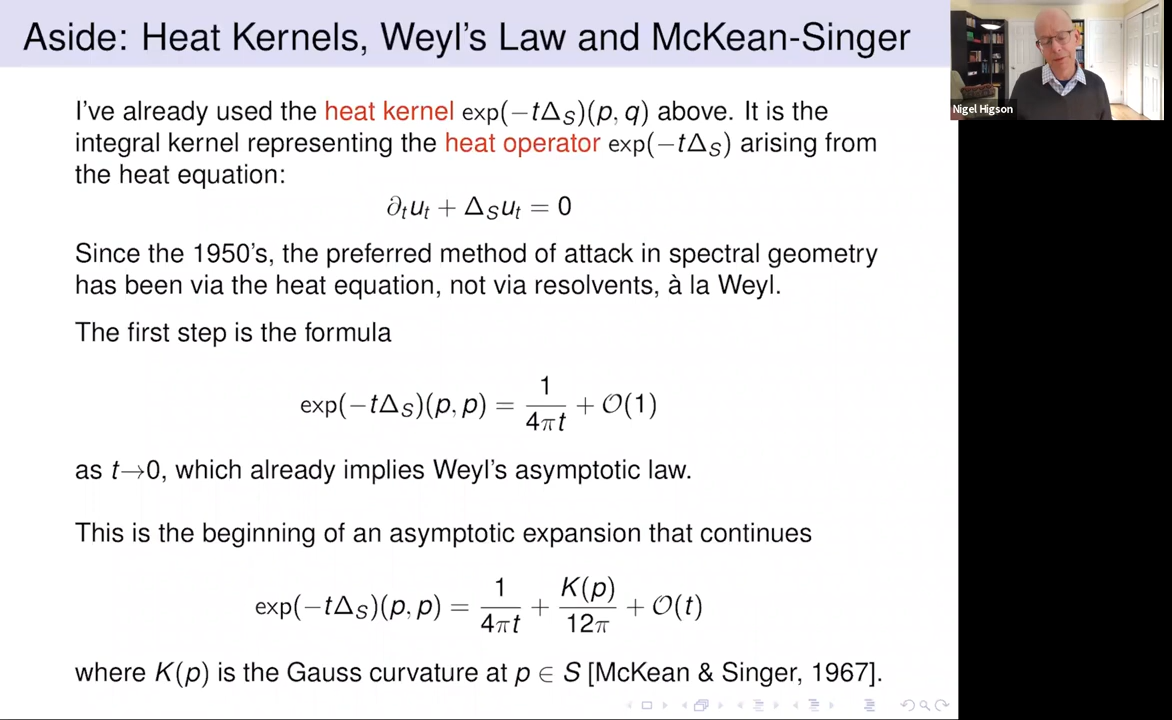 Aside: Heat Kernels, Weyl's Law and McKean-Singer
Nigel Higson
I've already used the heat kernel exp(−tΔ_S)(p, q) above. It is the
integral kernel representing the heat operator exp(−tΔ_S) arising from
the heat equation:
∂_t u_t + Δ_S u_t = 0
Since the 1950's, the preferred method of attack in spectral geometry
has been via the heat equation, not via resolvents, à la Weyl.
The first step is the formula
exp(−tΔ_S)(p, p) = 1/(4πt) + O(1)
as t→0, which already implies Weyl's asymptotic law.
This is the beginning of an asymptotic expansion that continues
exp(−tΔ_S)(p, p) = 1/(4πt) + K(p)/(12π) + O(t)
where K(p) is the Gauss curvature at p ∈ S [McKean & Singer, 1967].